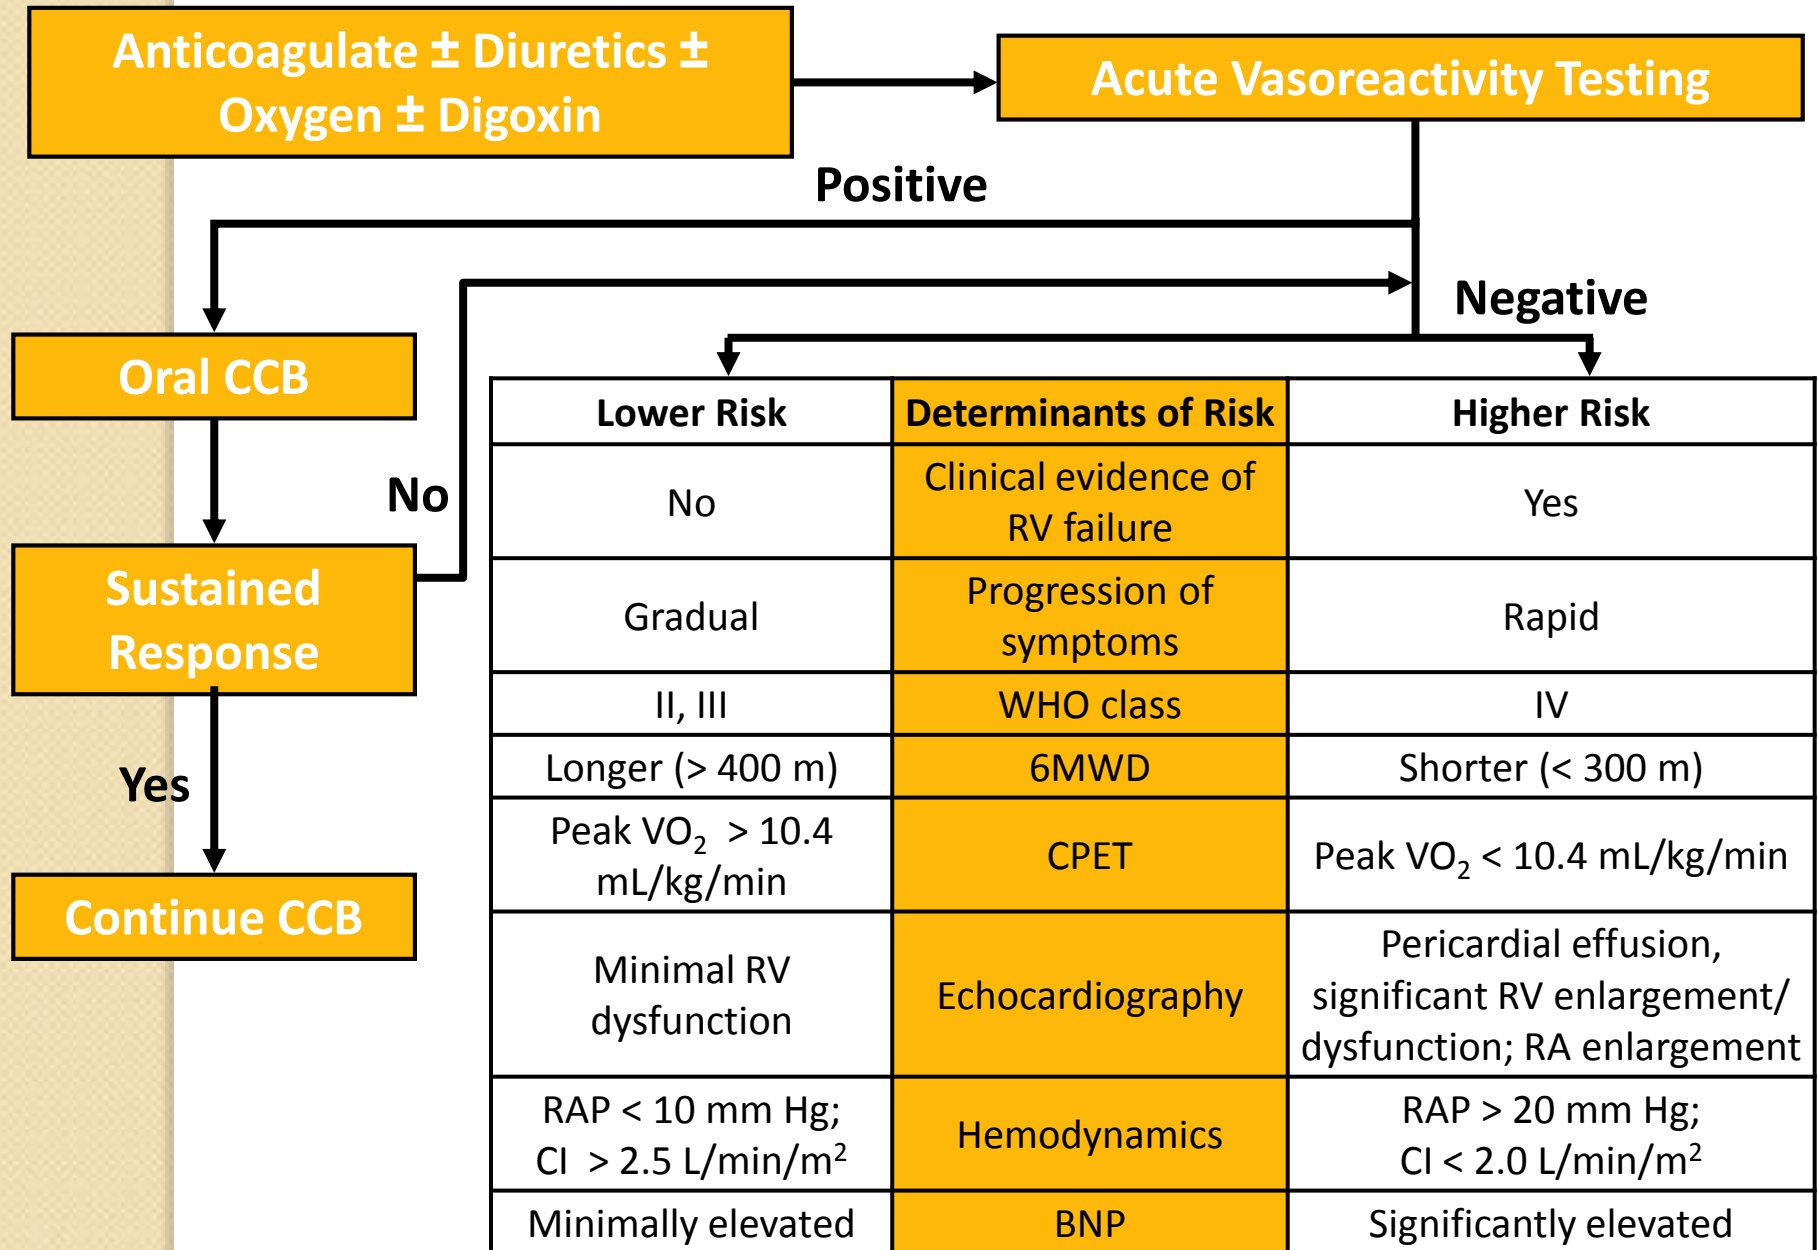 Anticoagulate ± Diuretics ±
Oxygen ± Digoxin
Acute Vasoreactivity Testing
Positive
Negative
Oral CCB
No
Sustained
Response
Yes
Continue CCB
Lower Risk
Determinants of Risk
Higher Risk
No
Clinical evidence of
RV failure
Yes
Gradual
Progression of
symptoms
Rapid
II, III
WHO class
IV
Longer (> 400 m)
6MWD
Shorter (< 300 m)
Peak VO₂ > 10.4
mL/kg/min
CPET
Peak VO₂ < 10.4 mL/kg/min
Minimal RV
dysfunction
Echocardiography
Pericardial effusion,
significant RV enlargement/
dysfunction; RA enlargement
RAP < 10 mm Hg;
CI > 2.5 L/min/m²
Hemodynamics
RAP > 20 mm Hg;
CI < 2.0 L/min/m²
Minimally elevated
BNP
Significantly elevated